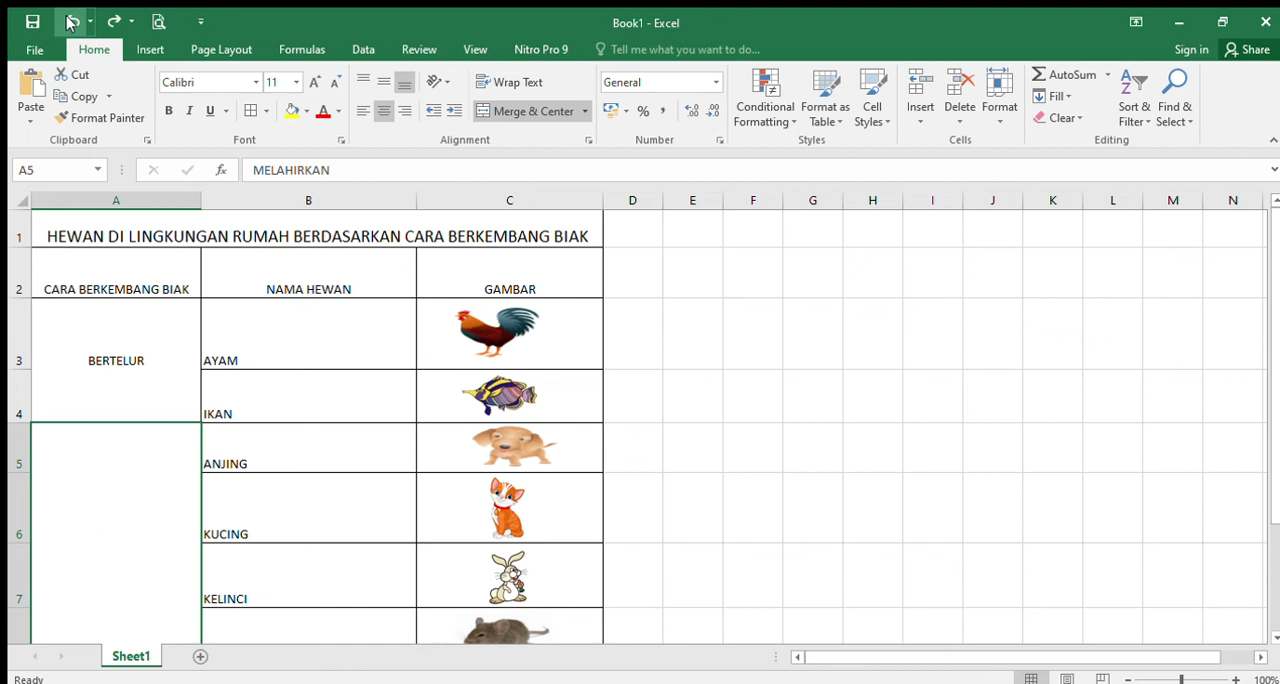 Book1 - Excel
File Home Insert Page Layout Formulas Data Review View Nitro Pro 9 Tell me what you want to do... Sign in Share
Paste Cut Copy Format Painter Clipboard
Calibri 11 B I U Font
Wrap Text Merge & Center Alignment
General % , Number
Conditional Formatting Format as Table Cell Styles Styles
Insert Delete Format Cells
AutoSum Fill Clear Sort & Filter Find & Select Editing
A5 fx MELAHIRKAN
A B C D E F G H I J K L M N
1 HEWAN DI LINGKUNGAN RUMAH BERDASARKAN CARA BERKEMBANG BIAK
2 CARA BERKEMBANG BIAK NAMA HEWAN GAMBAR
3 BERTELUR AYAM
4 IKAN
5 ANJING
6 KUCING
7 KELINCI
Sheet1
Ready 100%